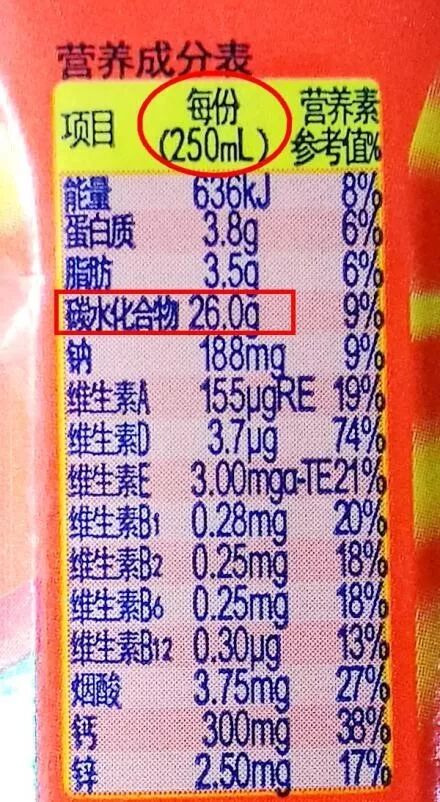 营养成分表
项目 每份(250mL) 营养素参考值%
能量 636kJ 8%
蛋白质 3.8g 6%
脂肪 3.5g 6%
碳水化合物 26.0g 9%
钠 188mg 9%
维生素A 155μgRE 19%
维生素D 3.7μg 74%
维生素E 3.00mgα-TE 21%
维生素B1 0.28mg 20%
维生素B2 0.25mg 18%
维生素B6 0.25mg 18%
维生素B12 0.30μg 13%
烟酸 3.75mg 27%
钙 300mg 38%
锌 2.50mg 17%